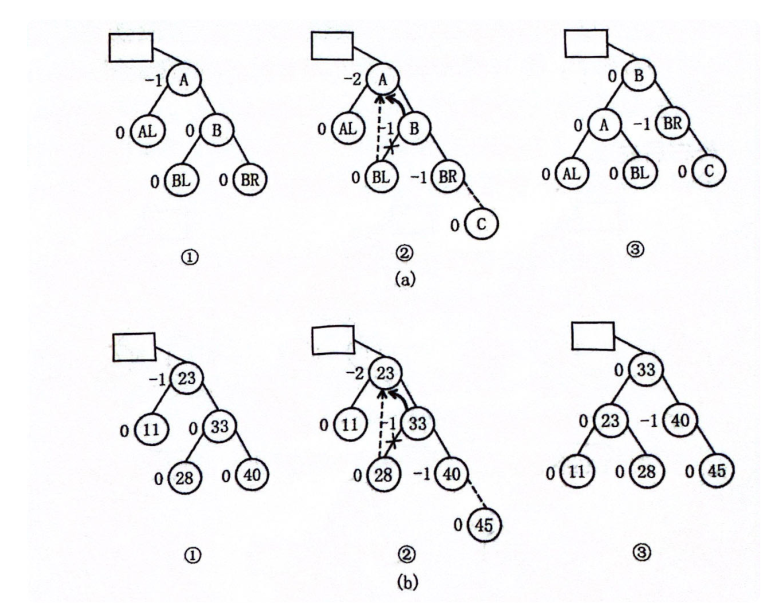 -1 A -2 A 0 B
0 AL 0 B 0 AL -1 B 0 A -1 BR
0 BL 0 BR 0 BL -1 BR 0 AL 0 BL 0 C
0 C
① ② ③
(a)
-1 23 -2 23 0 33
0 11 0 33 0 11 -1 33 0 23 -1 40
0 28 0 40 0 28 -1 40 0 11 0 28 0 45
0 45
① ② ③
(b)